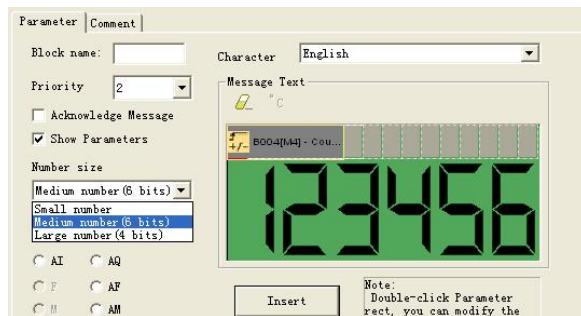 Parameter Comment
Block name:
Character English
Priority 2
Message Text
°C
Acknowledge Message
Show Parameters
B004[M4] - Cou...
Number size
Medium number(6 bits)
Small number
Medium number(6 bits)
Large number(4 bits)
123456
AI AQ
F AF
M AM
Insert
Note:
Double-click Parameter
rect, you can modify the